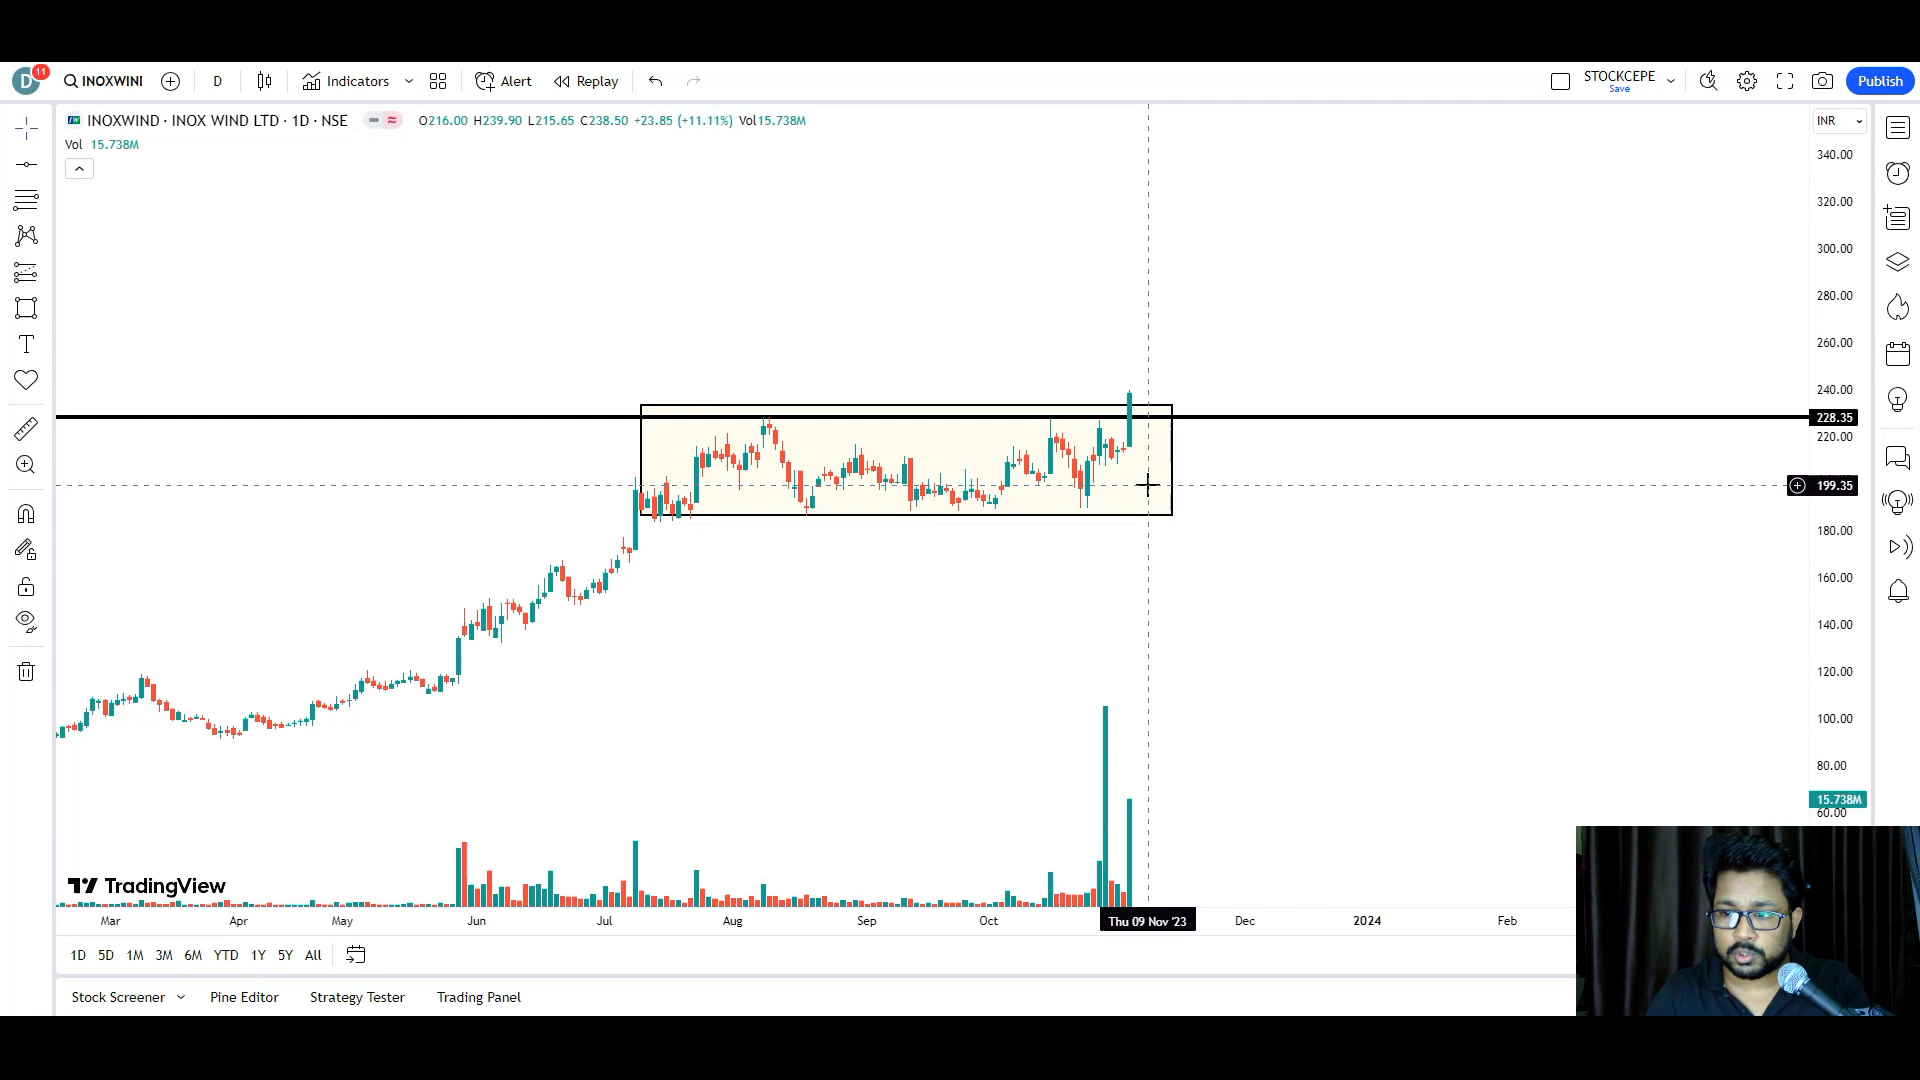 D 11 INOXWINI D Indicators Alert Replay STOCKCEPE Save Publish
INOXWIND · INOX WIND LTD · 1D · NSE O216.00 H239.90 L215.65 C238.50 +23.85 (+11.11%) Vol15.738M INR
Vol 15.738M
340.00
320.00
300.00
280.00
260.00
240.00
228.35
220.00
199.35
180.00
160.00
140.00
120.00
100.00
80.00
15.738M
60.00
TradingView
Mar Apr May Jun Jul Aug Sep Oct Thu 09 Nov '23 Dec 2024 Feb
1D 5D 1M 3M 6M YTD 1Y 5Y All
Stock Screener Pine Editor Strategy Tester Trading Panel